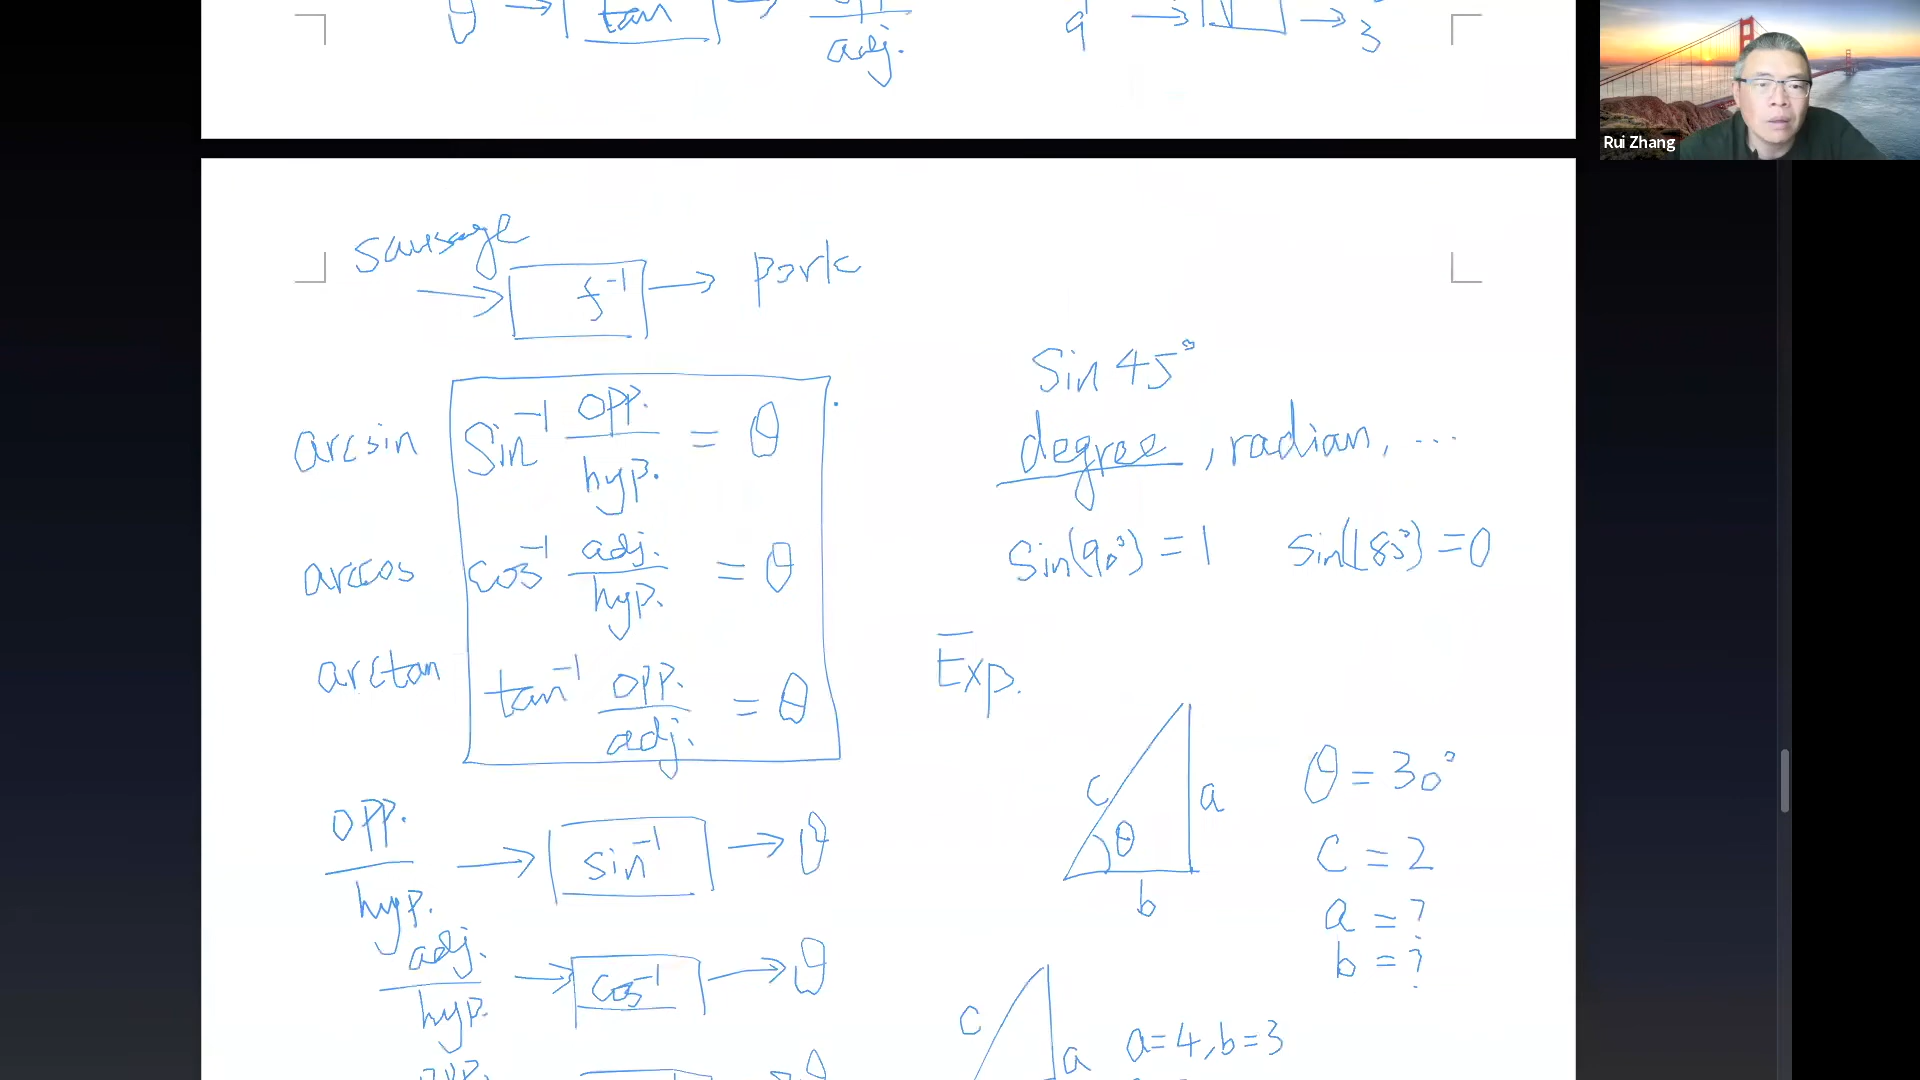 θ → tan → opp. / adj.
9 → √ → 3
Rui Zhang
sausage
→ f⁻¹ → pork
Sin 45°
degree, radian, ...
sin(90°) = 1 sin(180°) = 0
arcsin Sin⁻¹ opp. / hyp. = θ
arccos cos⁻¹ adj. / hyp. = θ
arctan tan⁻¹ opp. / adj. = θ
opp. / hyp. → sin⁻¹ → θ
adj. / hyp. → cos⁻¹ → θ
Exp.
c
θ
a
b
θ = 30°
c = 2
a = ?
b = ?
c
a
a=4, b=3